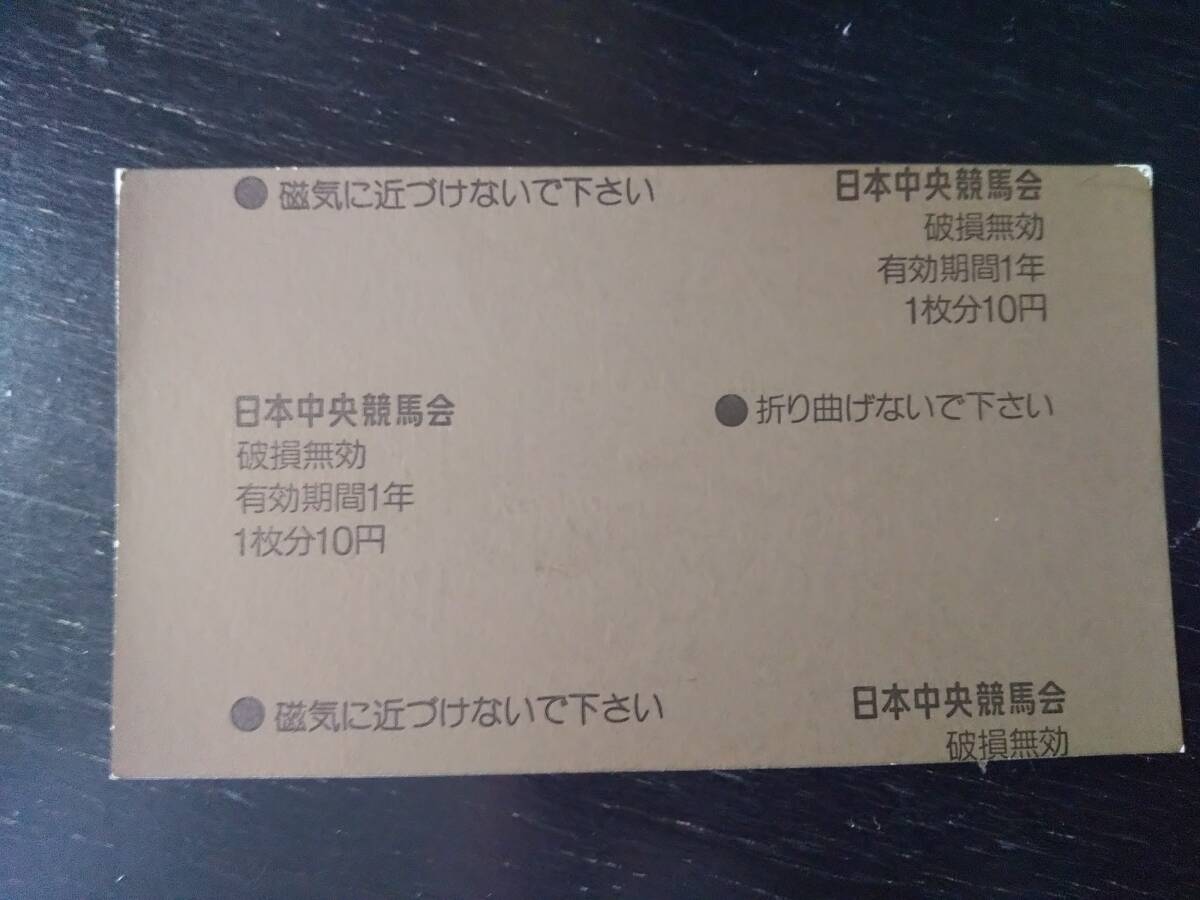 ●磁気に近づけないで下さい
日本中央競馬会
破損無効
有効期間1年
1枚分10円
日本中央競馬会
破損無効
有効期間1年
1枚分10円
●折り曲げないで下さい
●磁気に近づけないで下さい
日本中央競馬会
破損無効